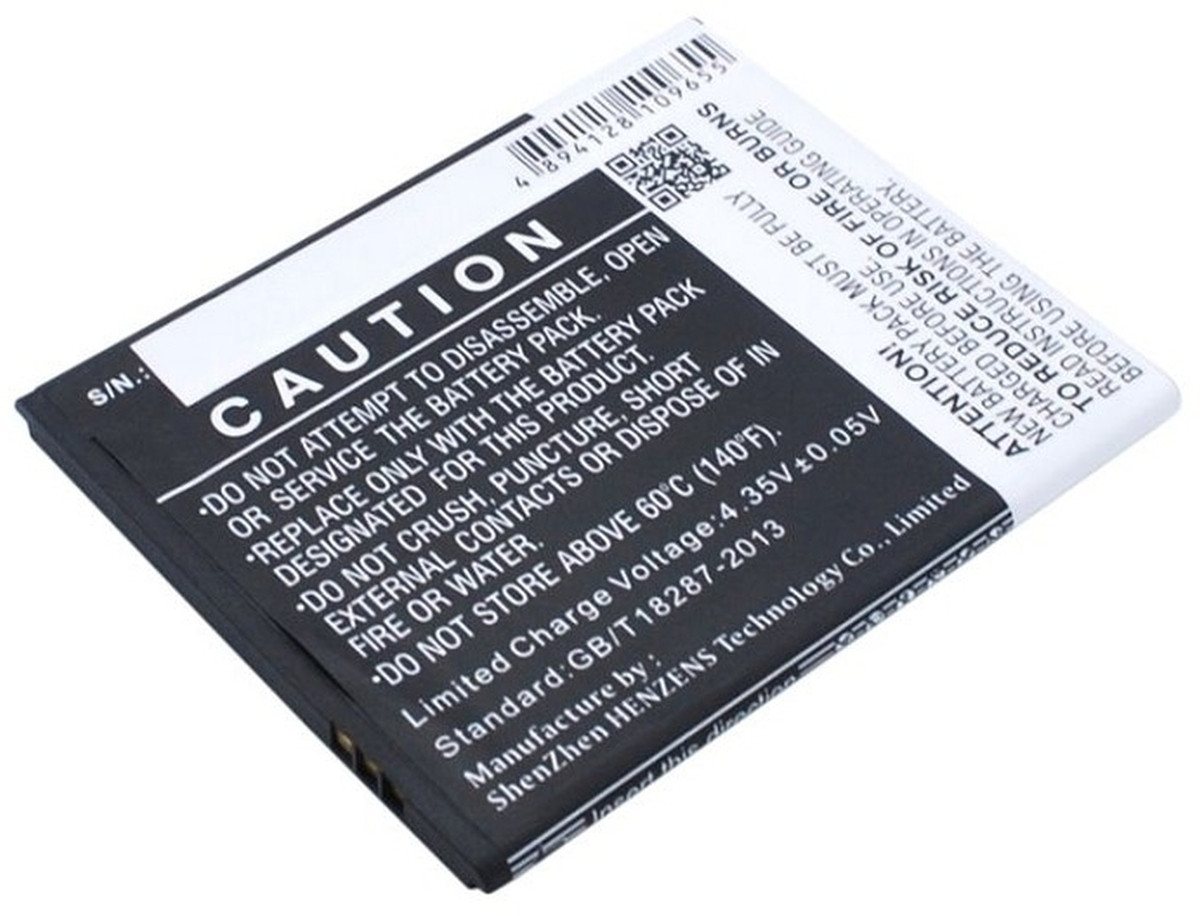 4 894128 109655
S/N.:
CAUTION
·DO NOT ATTEMPT TO DISASSEMBLE, OPEN
OR SERVICE THE BATTERY PACK.
·REPLACE ONLY WITH THE BATTERY PACK
DESIGNATED FOR THIS PRODUCT.
·DO NOT CRUSH, PUNCTURE, SHORT
EXTERNAL CONTACTS OR DISPOSE OF IN
FIRE OR WATER.
·DO NOT STORE ABOVE 60°C (140°F).
Limited Charge Voltage:4.35V±0.05V
Standard:GB/T18287-2013
Manufacture by :
ShenZhen HENZENS Technology Co., Limited
Insert this direction
ATTENTION!
NEW BATTERY PACK MUST BE FULLY
CHARGED BEFORE USE.
TO REDUCE RISK OF FIRE OR BURNS
READ INSTRUCTIONS IN OPERATING GUIDE
BEFORE USING THE BATTERY.